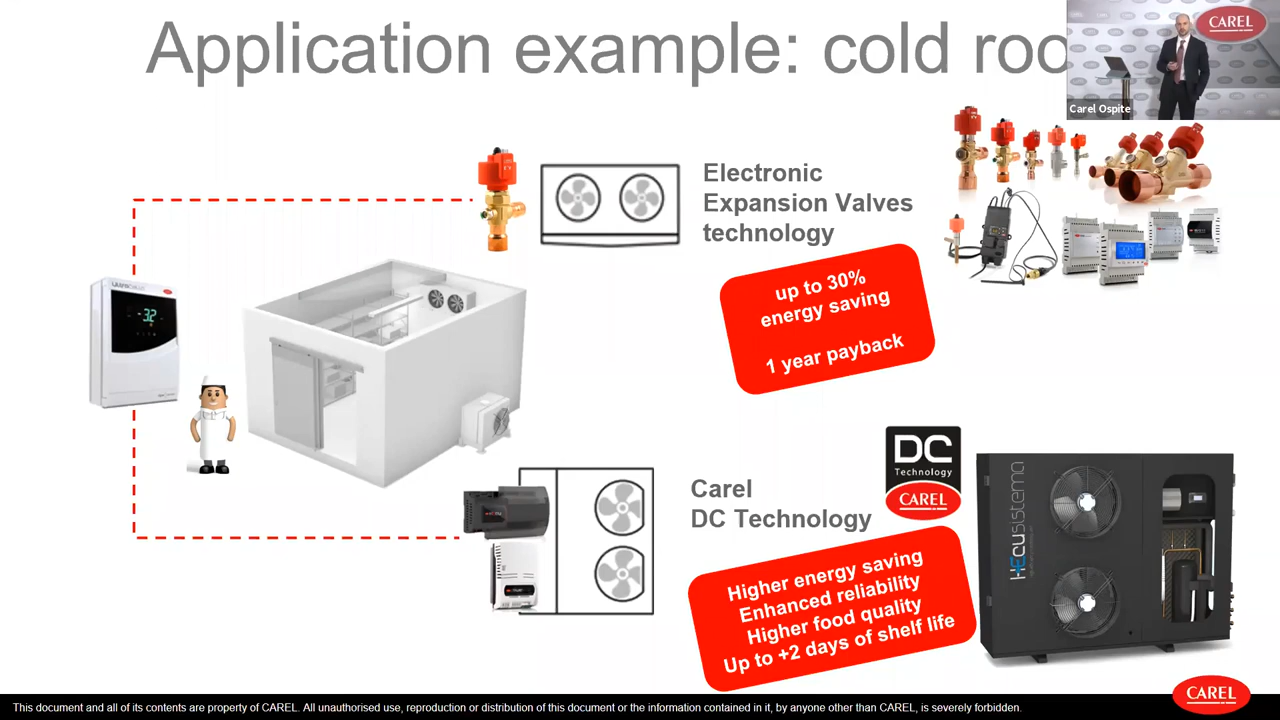 Application example: cold roo
CAREL
Carel Ospite
Electronic
Expansion Valves
technology
up to 30%
energy saving
1 year payback
-3.2
DC
Technology
CAREL
Carel
DC Technology
HEcusistema
Higher energy saving
Enhanced reliability
Higher food quality
Up to +2 days of shelf life
CAREL
This document and all of its contents are property of CAREL. All unauthorised use, reproduction or distribution of this document or the information contained in it, by anyone other than CAREL, is severely forbidden.